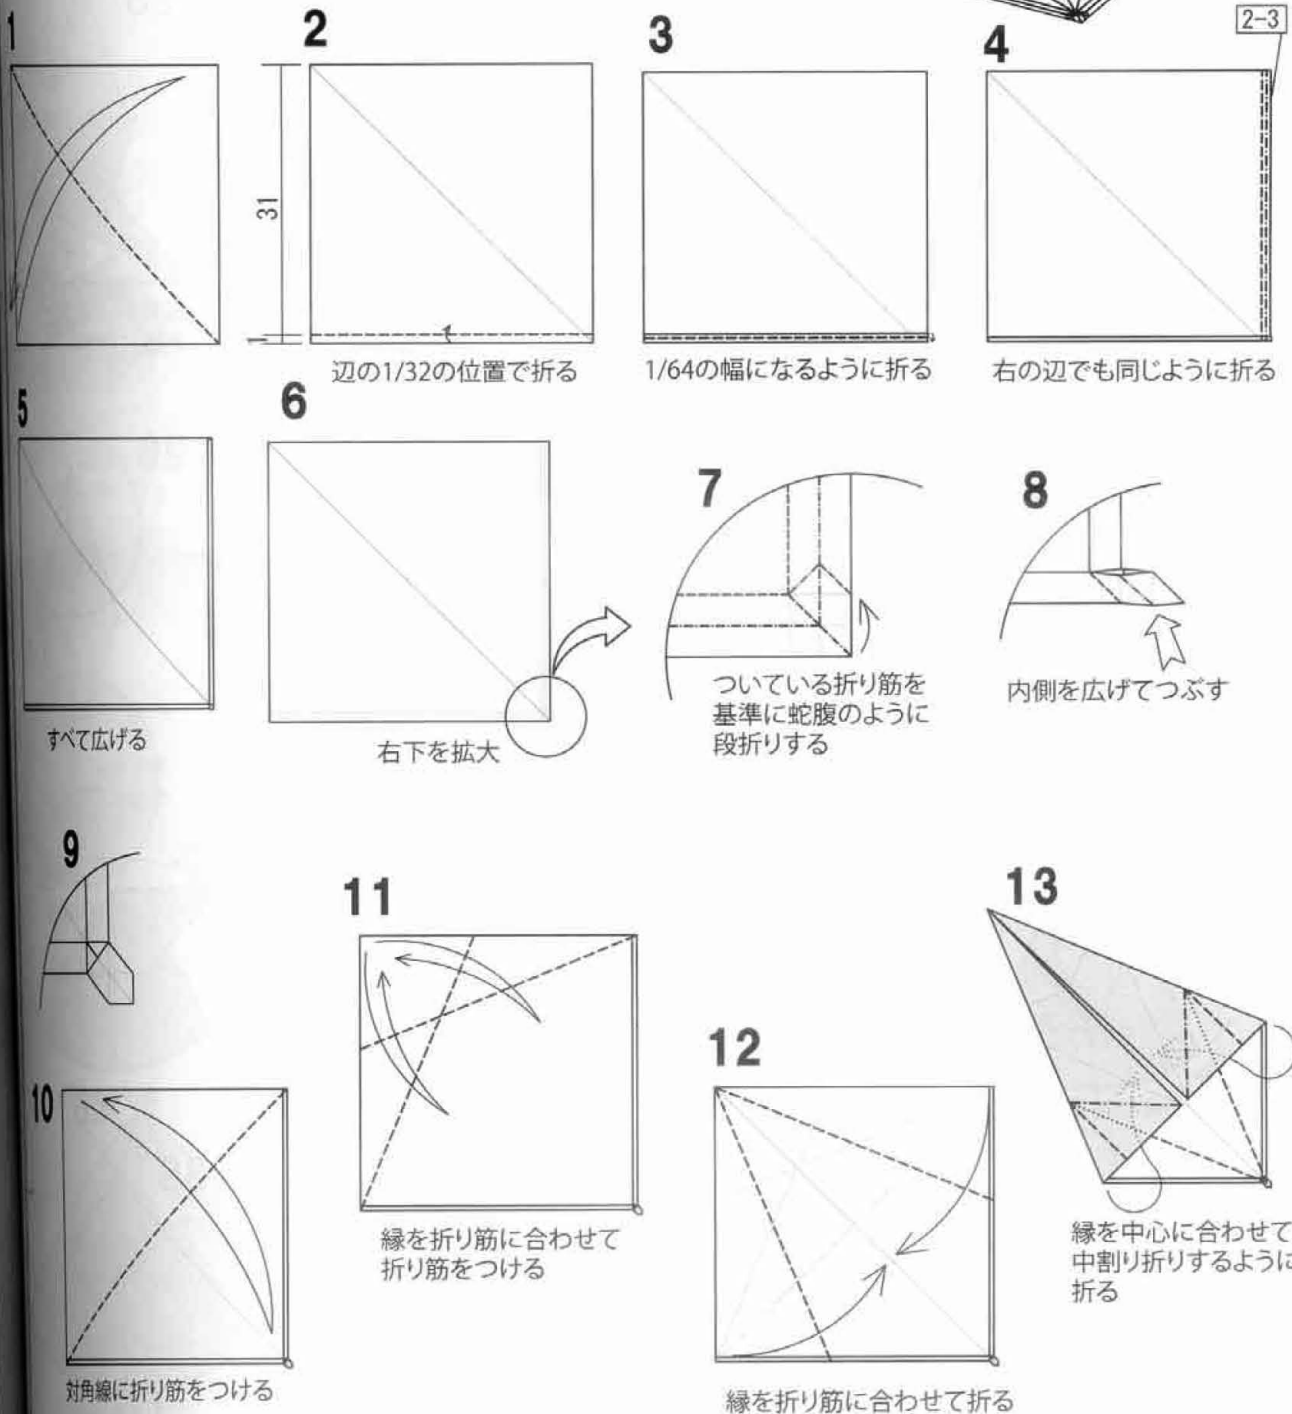 1
2
3
4
2-3
31
1
辺の1/32の位置で折る
1/64の幅になるように折る
右の辺でも同じように折る
5
6
7
8
すべて広げる
右下を拡大
ついている折り筋を
基準に蛇腹のように
段折りする
内側を広げてつぶす
9
10
11
12
13
対角線に折り筋をつける
縁を折り筋に合わせて
折り筋をつける
縁を折り筋に合わせて折る
縁を中心に合わせて
中割り折りするように
折る